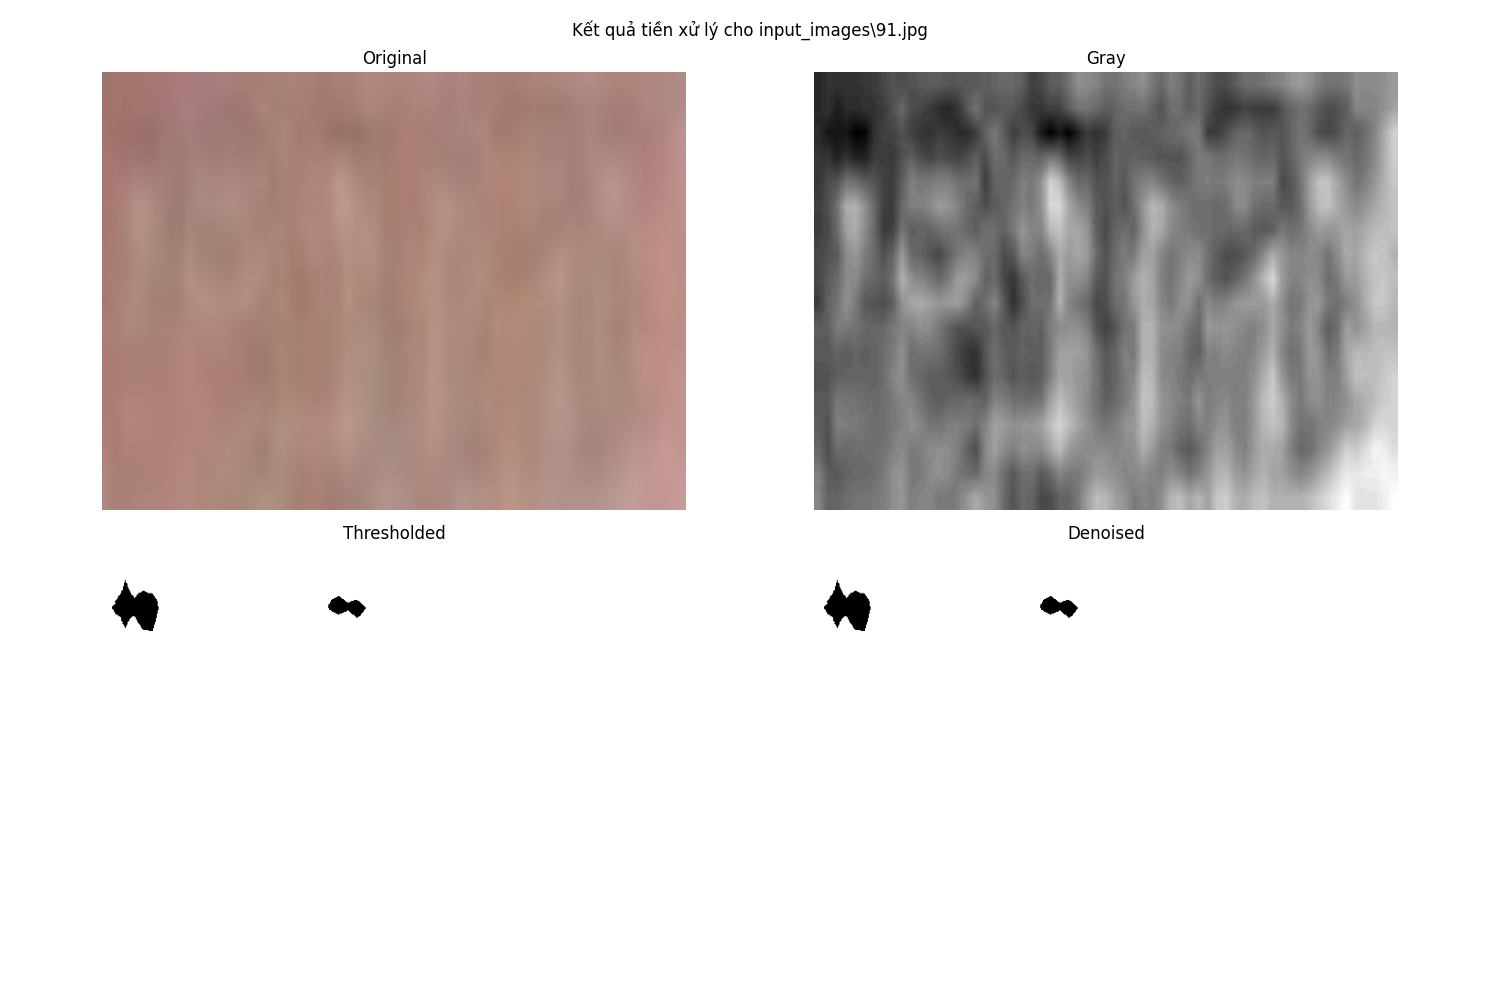 Kết quả tiền xử lý cho input_images\91.jpg
Original
Gray
Thresholded
Denoised